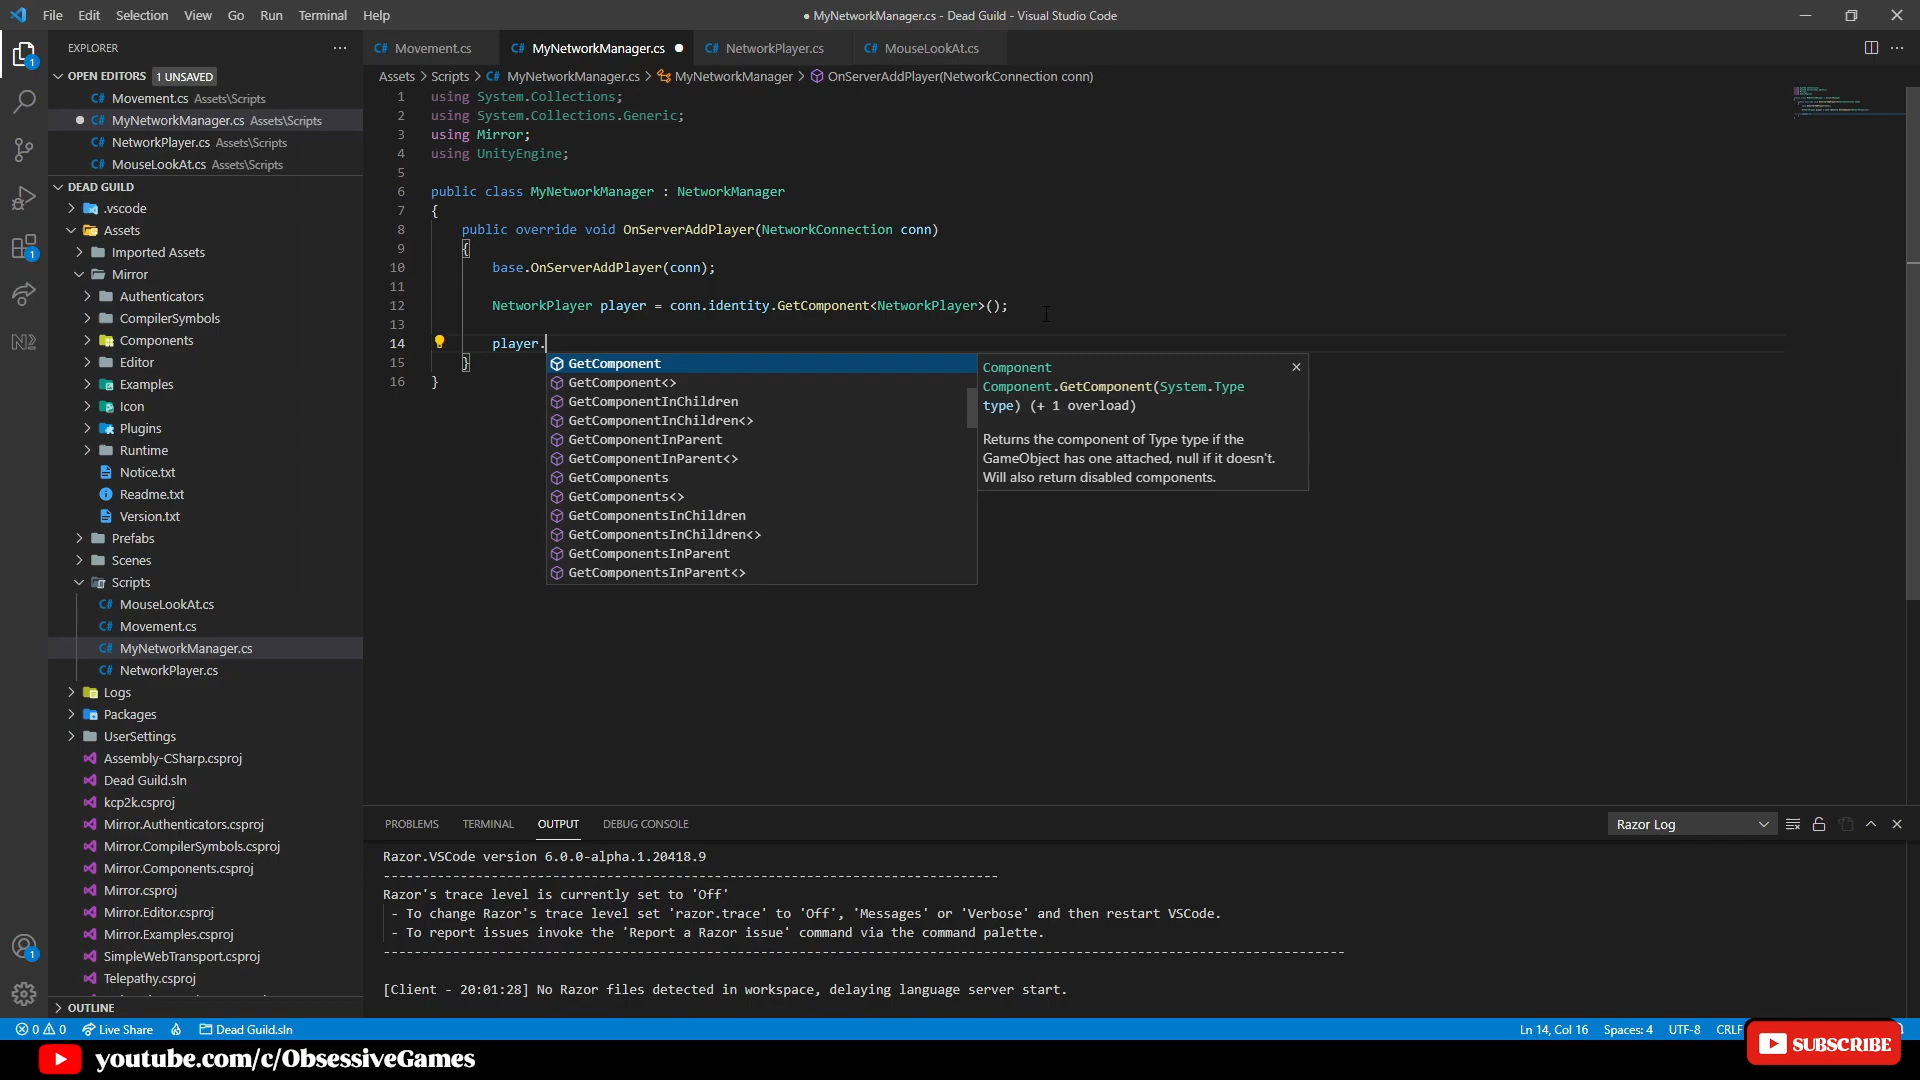 File Edit Selection View Go Run Terminal Help
● MyNetworkManager.cs - Dead Guild - Visual Studio Code
EXPLORER
OPEN EDITORS 1 UNSAVED
C# Movement.cs Assets\Scripts
● C# MyNetworkManager.cs Assets\Scripts
C# NetworkPlayer.cs Assets\Scripts
C# MouseLookAt.cs Assets\Scripts
DEAD GUILD
.vscode
Assets
Imported Assets
Mirror
Authenticators
CompilerSymbols
Components
Editor
Examples
Icon
Plugins
Runtime
Notice.txt
Readme.txt
Version.txt
Prefabs
Scenes
Scripts
C# MouseLookAt.cs
C# Movement.cs
C# MyNetworkManager.cs
C# NetworkPlayer.cs
Logs
Packages
UserSettings
Assembly-CSharp.csproj
Dead Guild.sln
kcp2k.csproj
Mirror.Authenticators.csproj
Mirror.CompilerSymbols.csproj
Mirror.Components.csproj
Mirror.csproj
Mirror.Editor.csproj
Mirror.Examples.csproj
SimpleWebTransport.csproj
Telepathy.csproj
OUTLINE
C# Movement.cs C# MyNetworkManager.cs ● C# NetworkPlayer.cs C# MouseLookAt.cs
Assets > Scripts > C# MyNetworkManager.cs > MyNetworkManager > OnServerAddPlayer(NetworkConnection conn)
1 using System.Collections;
2 using System.Collections.Generic;
3 using Mirror;
4 using UnityEngine;
5
6 public class MyNetworkManager : NetworkManager
7 {
8 public override void OnServerAddPlayer(NetworkConnection conn)
9 {
10 base.OnServerAddPlayer(conn);
11
12 NetworkPlayer player = conn.identity.GetComponent<NetworkPlayer>();
13
14 player.
15 }
16 }
GetComponent
GetComponent<>
GetComponentInChildren
GetComponentInChildren<>
GetComponentInParent
GetComponentInParent<>
GetComponents
GetComponents<>
GetComponentsInChildren
GetComponentsInChildren<>
GetComponentsInParent
GetComponentsInParent<>
Component
Component.GetComponent(System.Type
type) (+ 1 overload)
Returns the component of Type type if the
GameObject has one attached, null if it doesn't.
Will also return disabled components.
PROBLEMS TERMINAL OUTPUT DEBUG CONSOLE
Razor Log
Razor.VSCode version 6.0.0-alpha.1.20418.9
--------------------------------------------------------------------------------
Razor's trace level is currently set to 'Off'
- To change Razor's trace level set 'razor.trace' to 'Off', 'Messages' or 'Verbose' and then restart VSCode.
- To report issues invoke the 'Report a Razor issue' command via the command palette.
-----------------------------------------------------------------------------------------------------------------------------
[Client - 20:01:28] No Razor files detected in workspace, delaying language server start.
0 0 Live Share Dead Guild.sln
Ln 14, Col 16 Spaces: 4 UTF-8 CRLF
youtube.com/c/ObsessiveGames
SUBSCRIBE